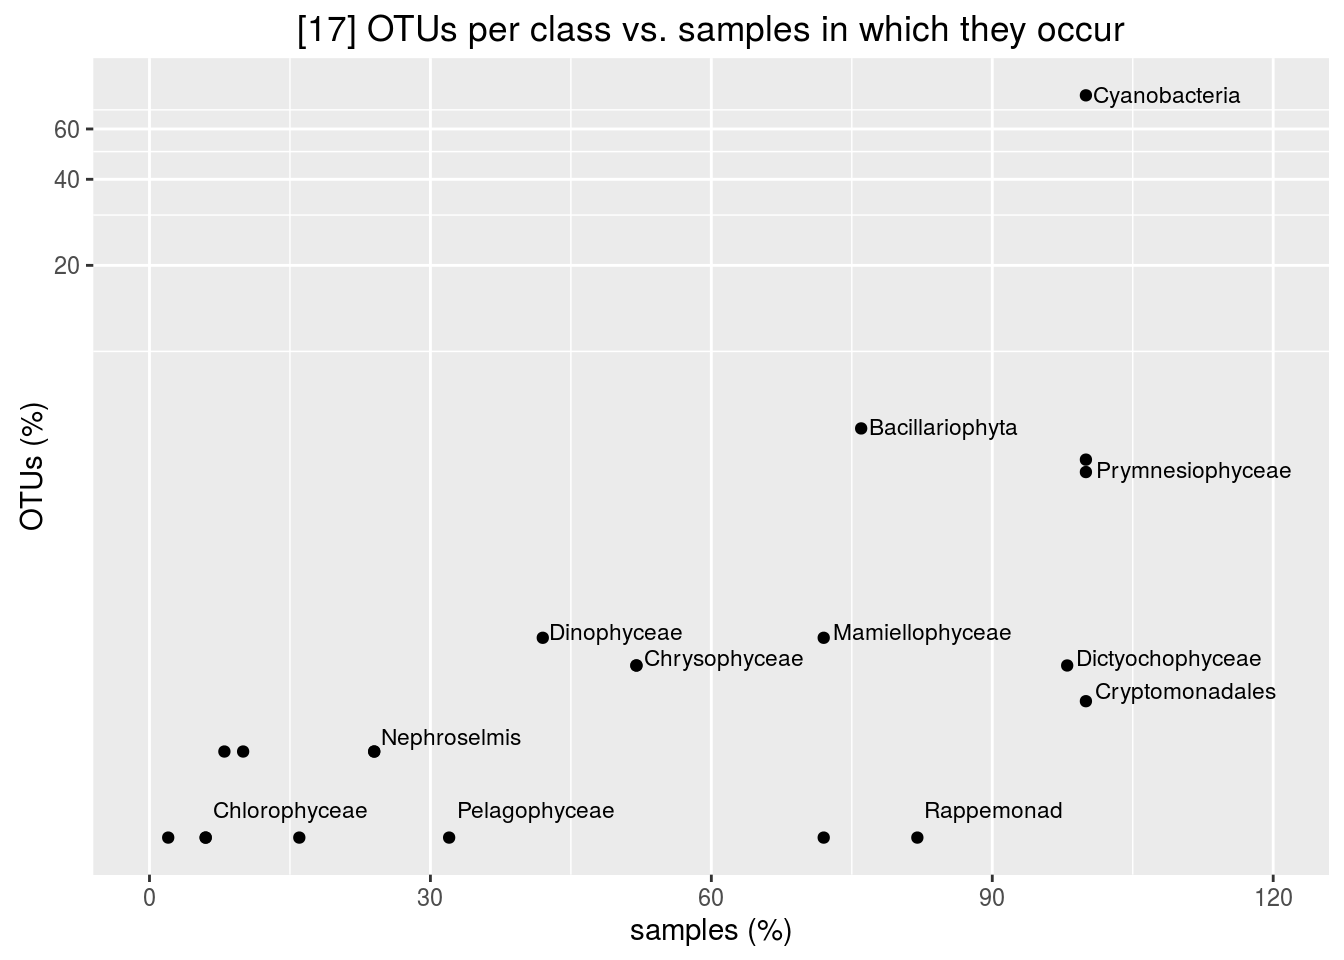 [17] OTUs per class vs. samples in which they occur
Cyanobacteria
60
40
20
OTUs (%)
Bacillariophyta
Prymnesiophyceae
Dinophyceae
Mamiellophyceae
Chrysophyceae
Dictyochophyceae
Cryptomonadales
Nephroselmis
Chlorophyceae
Pelagophyceae
Rappemonad
0
30
60
90
120
samples (%)